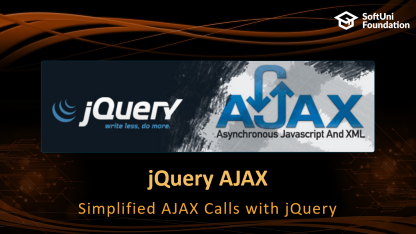 SoftUni
Foundation
jQuery
write less, do more.
AJAX
Asynchronous Javascript And XML
jQuery AJAX
Simplified AJAX Calls with jQuery